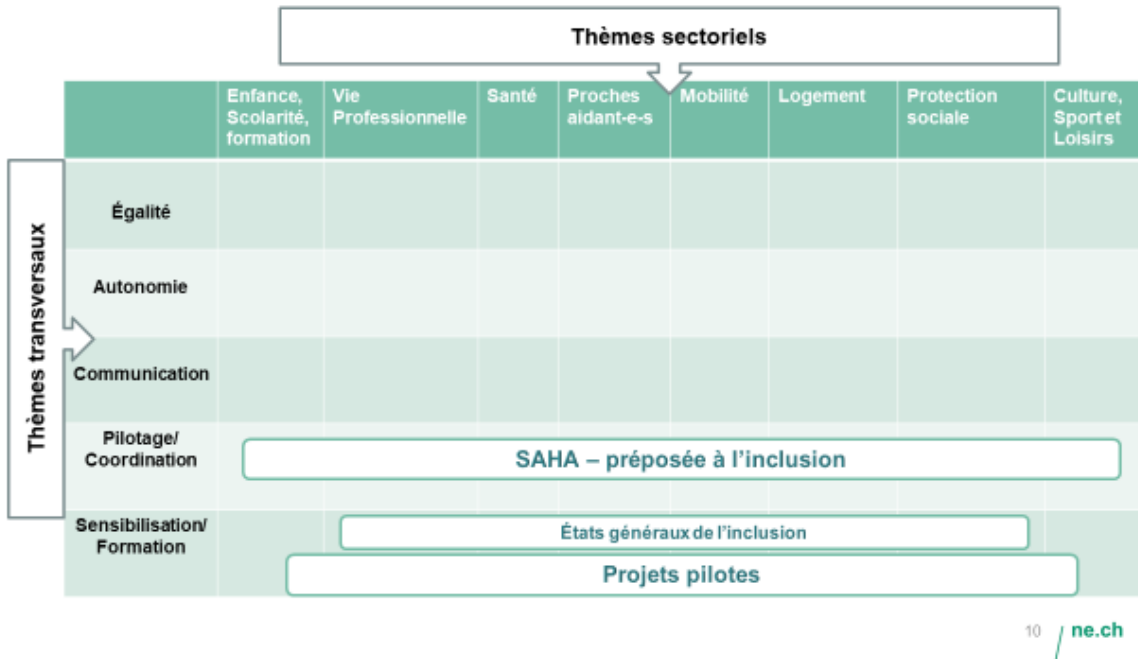 Thèmes sectoriels
Enfance,
Scolarité,
formation
Vie
Professionnelle
Santé
Proches
aidant-e-s
Mobilité
Logement
Protection
sociale
Culture,
Sport et
Loisirs
Thèmes transversaux
Égalité
Autonomie
Communication
Pilotage/
Coordination
SAHA – préposée à l'inclusion
Sensibilisation/
Formation
États généraux de l'inclusion
Projets pilotes
10
ne.ch